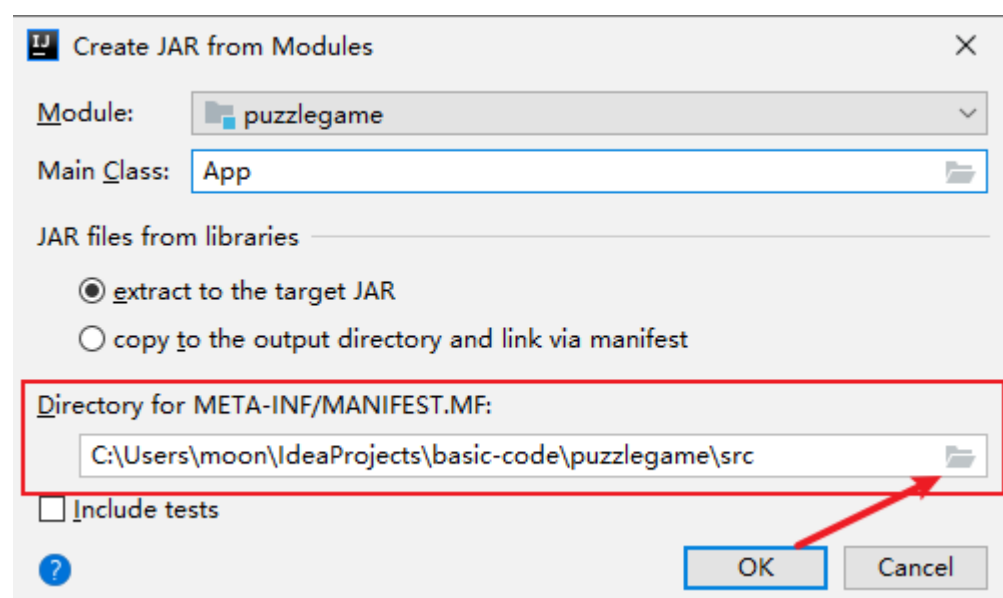 IJ
Create JAR from Modules
Module: puzzlegame
Main Class: App
JAR files from libraries
extract to the target JAR
copy to the output directory and link via manifest
Directory for META-INF/MANIFEST.MF:
C:\Users\moon\IdeaProjects\basic-code\puzzlegame\src
Include tests
? OK Cancel